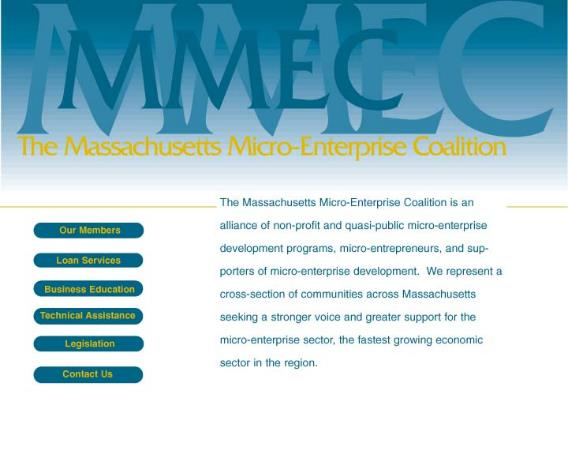 MMEC
MMEC
The Massachusetts Micro-Enterprise Coalition
Our Members
Loan Services
Business Education
Technical Assistance
Legislation
Contact Us
The Massachusetts Micro-Enterprise Coalition is an
alliance of non-profit and quasi-public micro-enterprise
development programs, micro-entrepreneurs, and sup-
porters of micro-enterprise development.  We represent a
cross-section of communities across Massachusetts
seeking a stronger voice and greater support for the
micro-enterprise sector, the fastest growing economic
sector in the region.